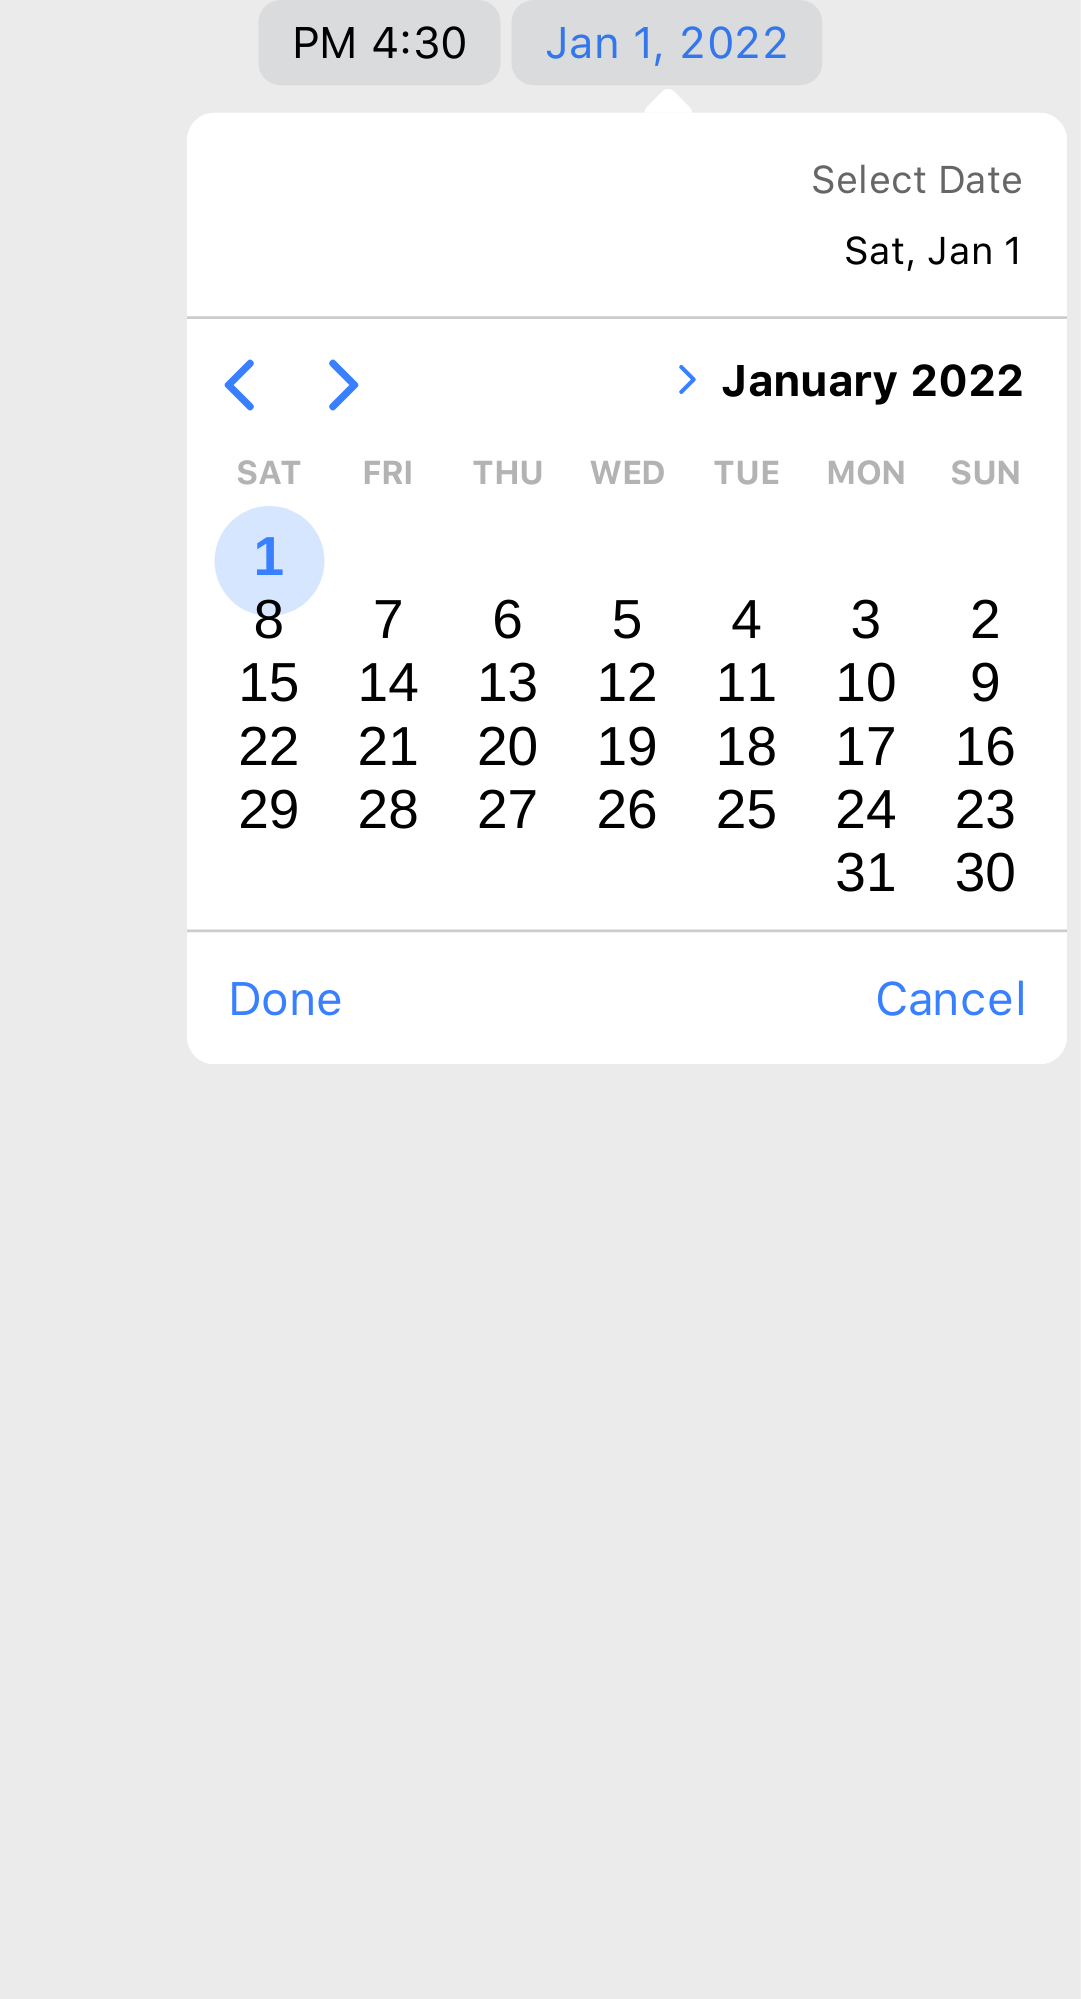 PM 4:30 Jan 1, 2022
Select Date
Sat, Jan 1
January 2022
SAT FRI THU WED TUE MON SUN
1
8 7 6 5 4 3 2
15 14 13 12 11 10 9
22 21 20 19 18 17 16
29 28 27 26 25 24 23
31 30
Done Cancel